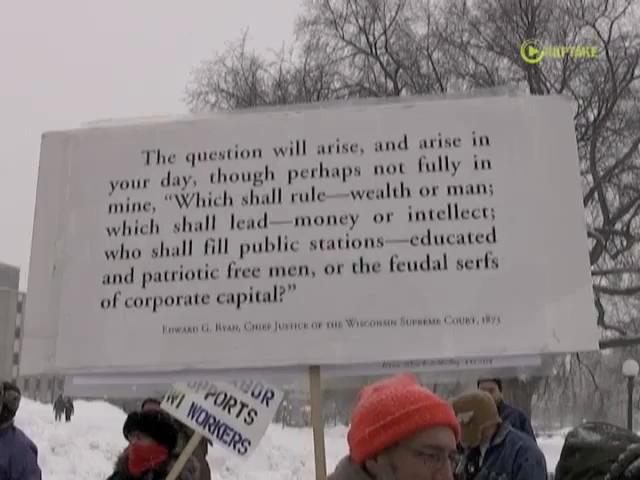 THE UPTAKE
The question will arise, and arise in
your day, though perhaps not fully in
mine, “Which shall rule—wealth or man;
which shall lead—money or intellect;
who shall fill public stations—educated
and patriotic free men, or the feudal serfs
of corporate capital?”
EDWARD G. RYAN, CHIEF JUSTICE OF THE WISCONSIN SUPREME COURT, 1873
WORKERS